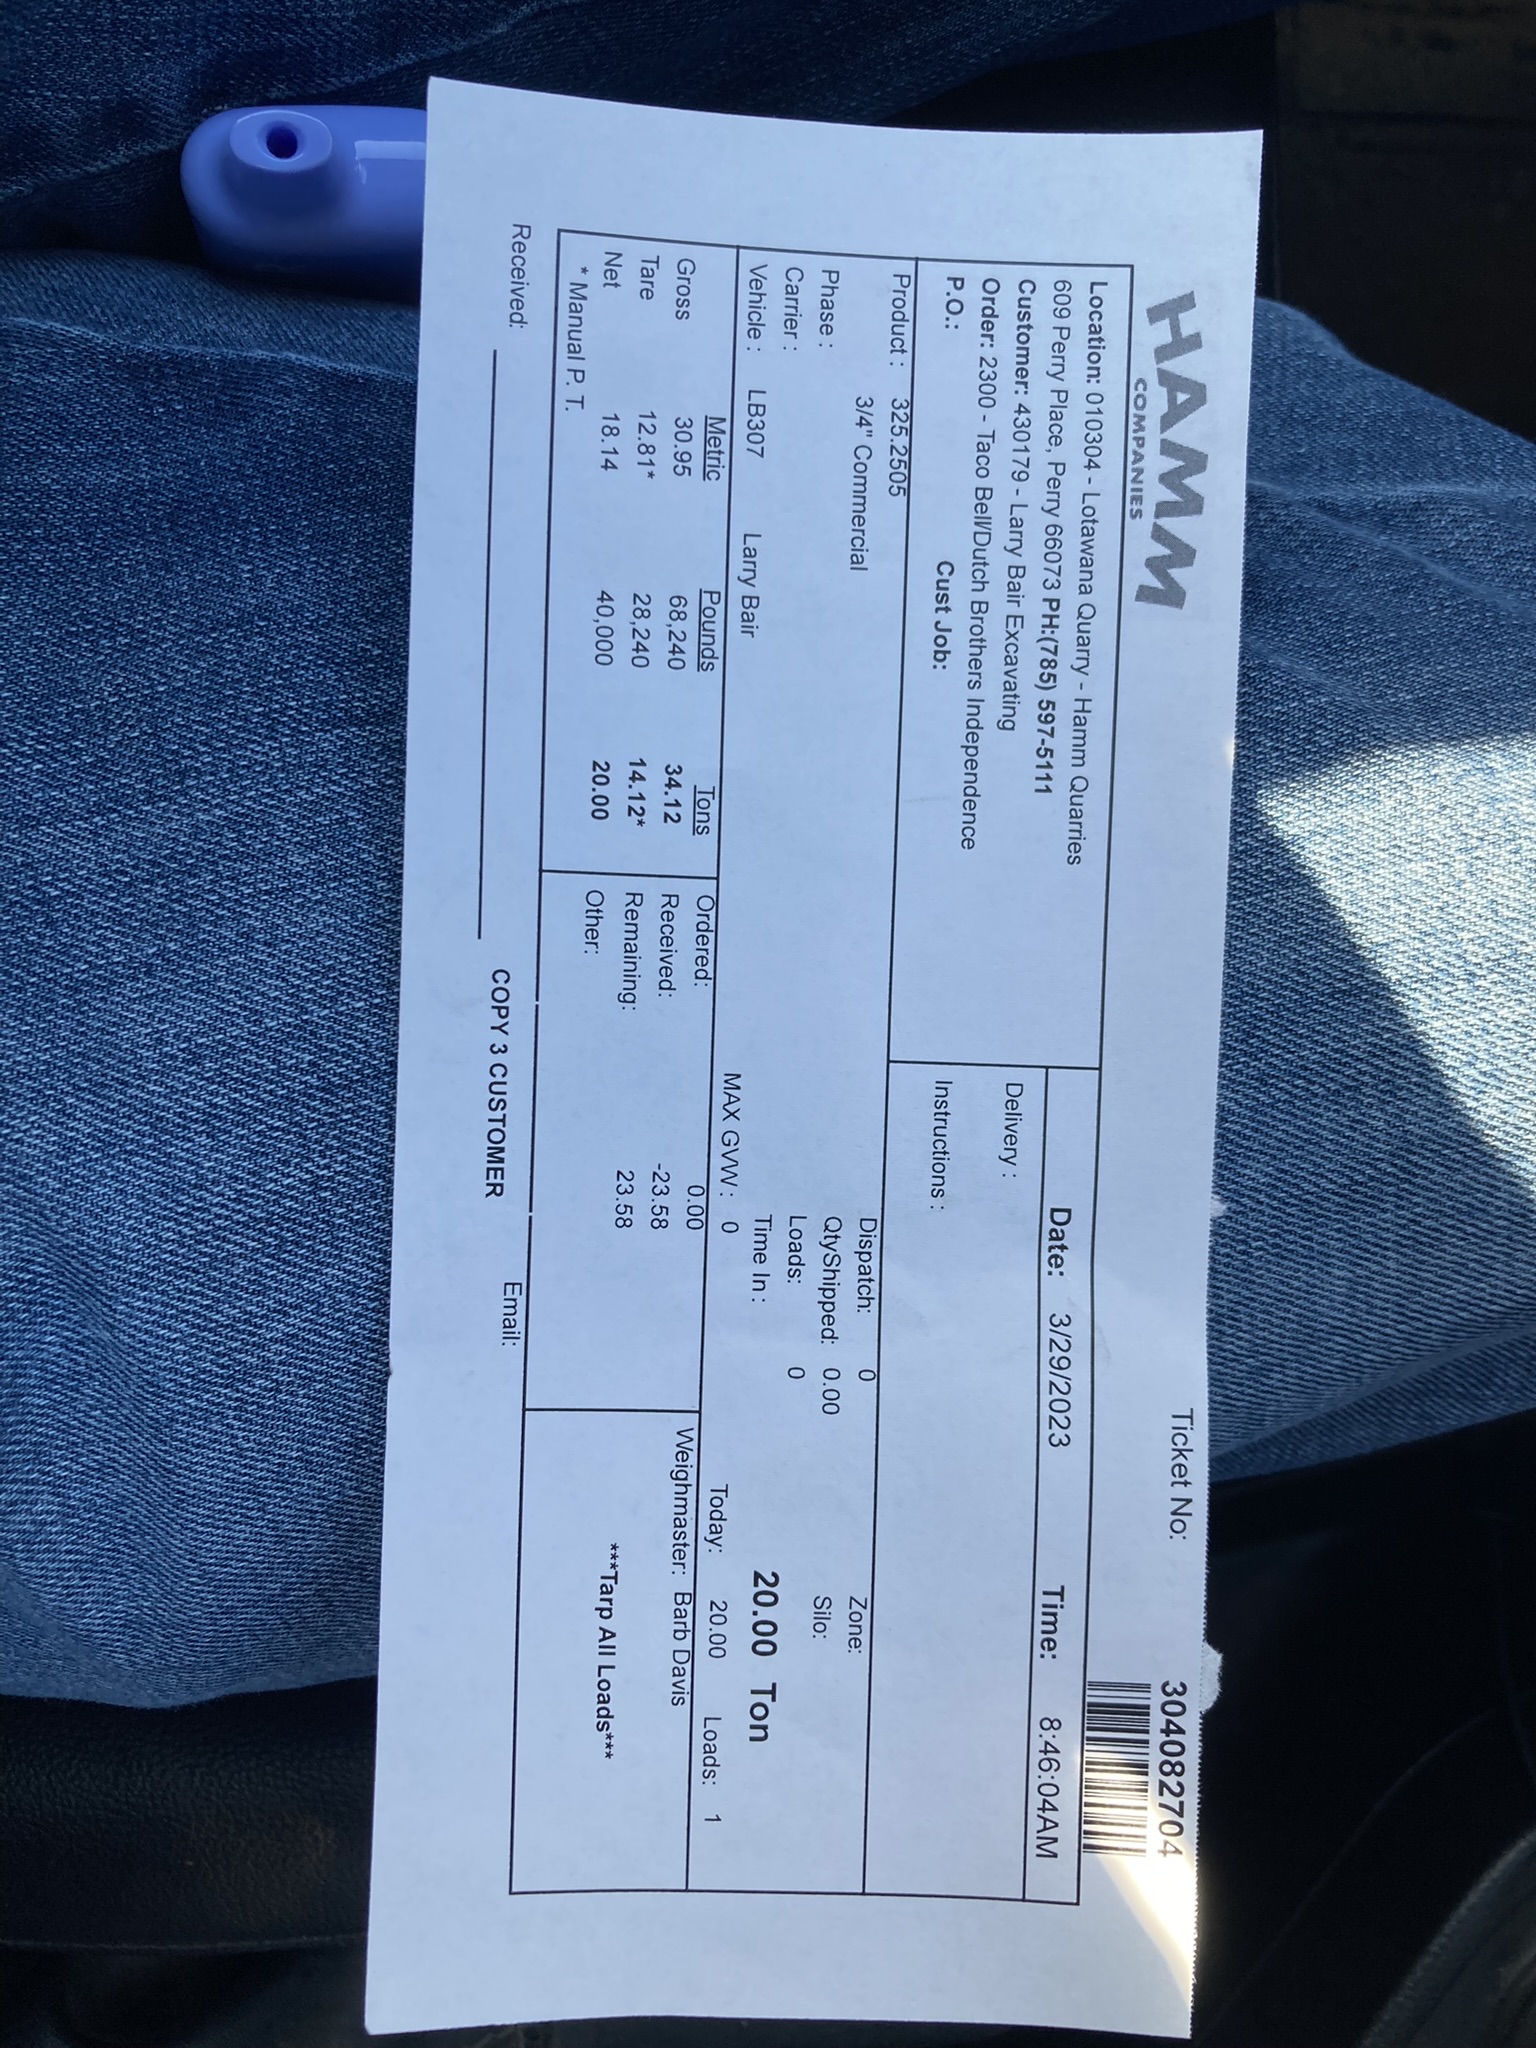 HAMM
COMPANIES
Ticket No: 3040827​04
Location: 010304 - Lotawana Quarry - Hamm Quarries
609 Perry Place, Perry 66073 PH:(785) 597-5111
Customer: 430179 - Larry Bair Excavating
Order: 2300 - Taco Bell/Dutch Brothers Independence
P.O.: Cust Job:
Date: 3/29/2023 Time: 8:46:04AM
Delivery :
Instructions :
Product : 325.2505
3/4" Commercial
Phase :
Carrier :
Vehicle : LB307 Larry Bair
Dispatch: 0 Zone:
QtyShipped: 0.00 Silo:
Loads: 0
Time In : 20.00 Ton
MAX GVW : 0 Today: 20.00 Loads: 1
Metric Pounds Tons
Gross 30.95 68,240 34.12
Tare 12.81* 28,240 14.12*
Net 18.14 40,000 20.00
* Manual P. T.
Ordered: 0.00
Received: -23.58
Remaining: 23.58
Other:
Weighmaster: Barb Davis
***Tarp All Loads***
Received: COPY 3 CUSTOMER Email: